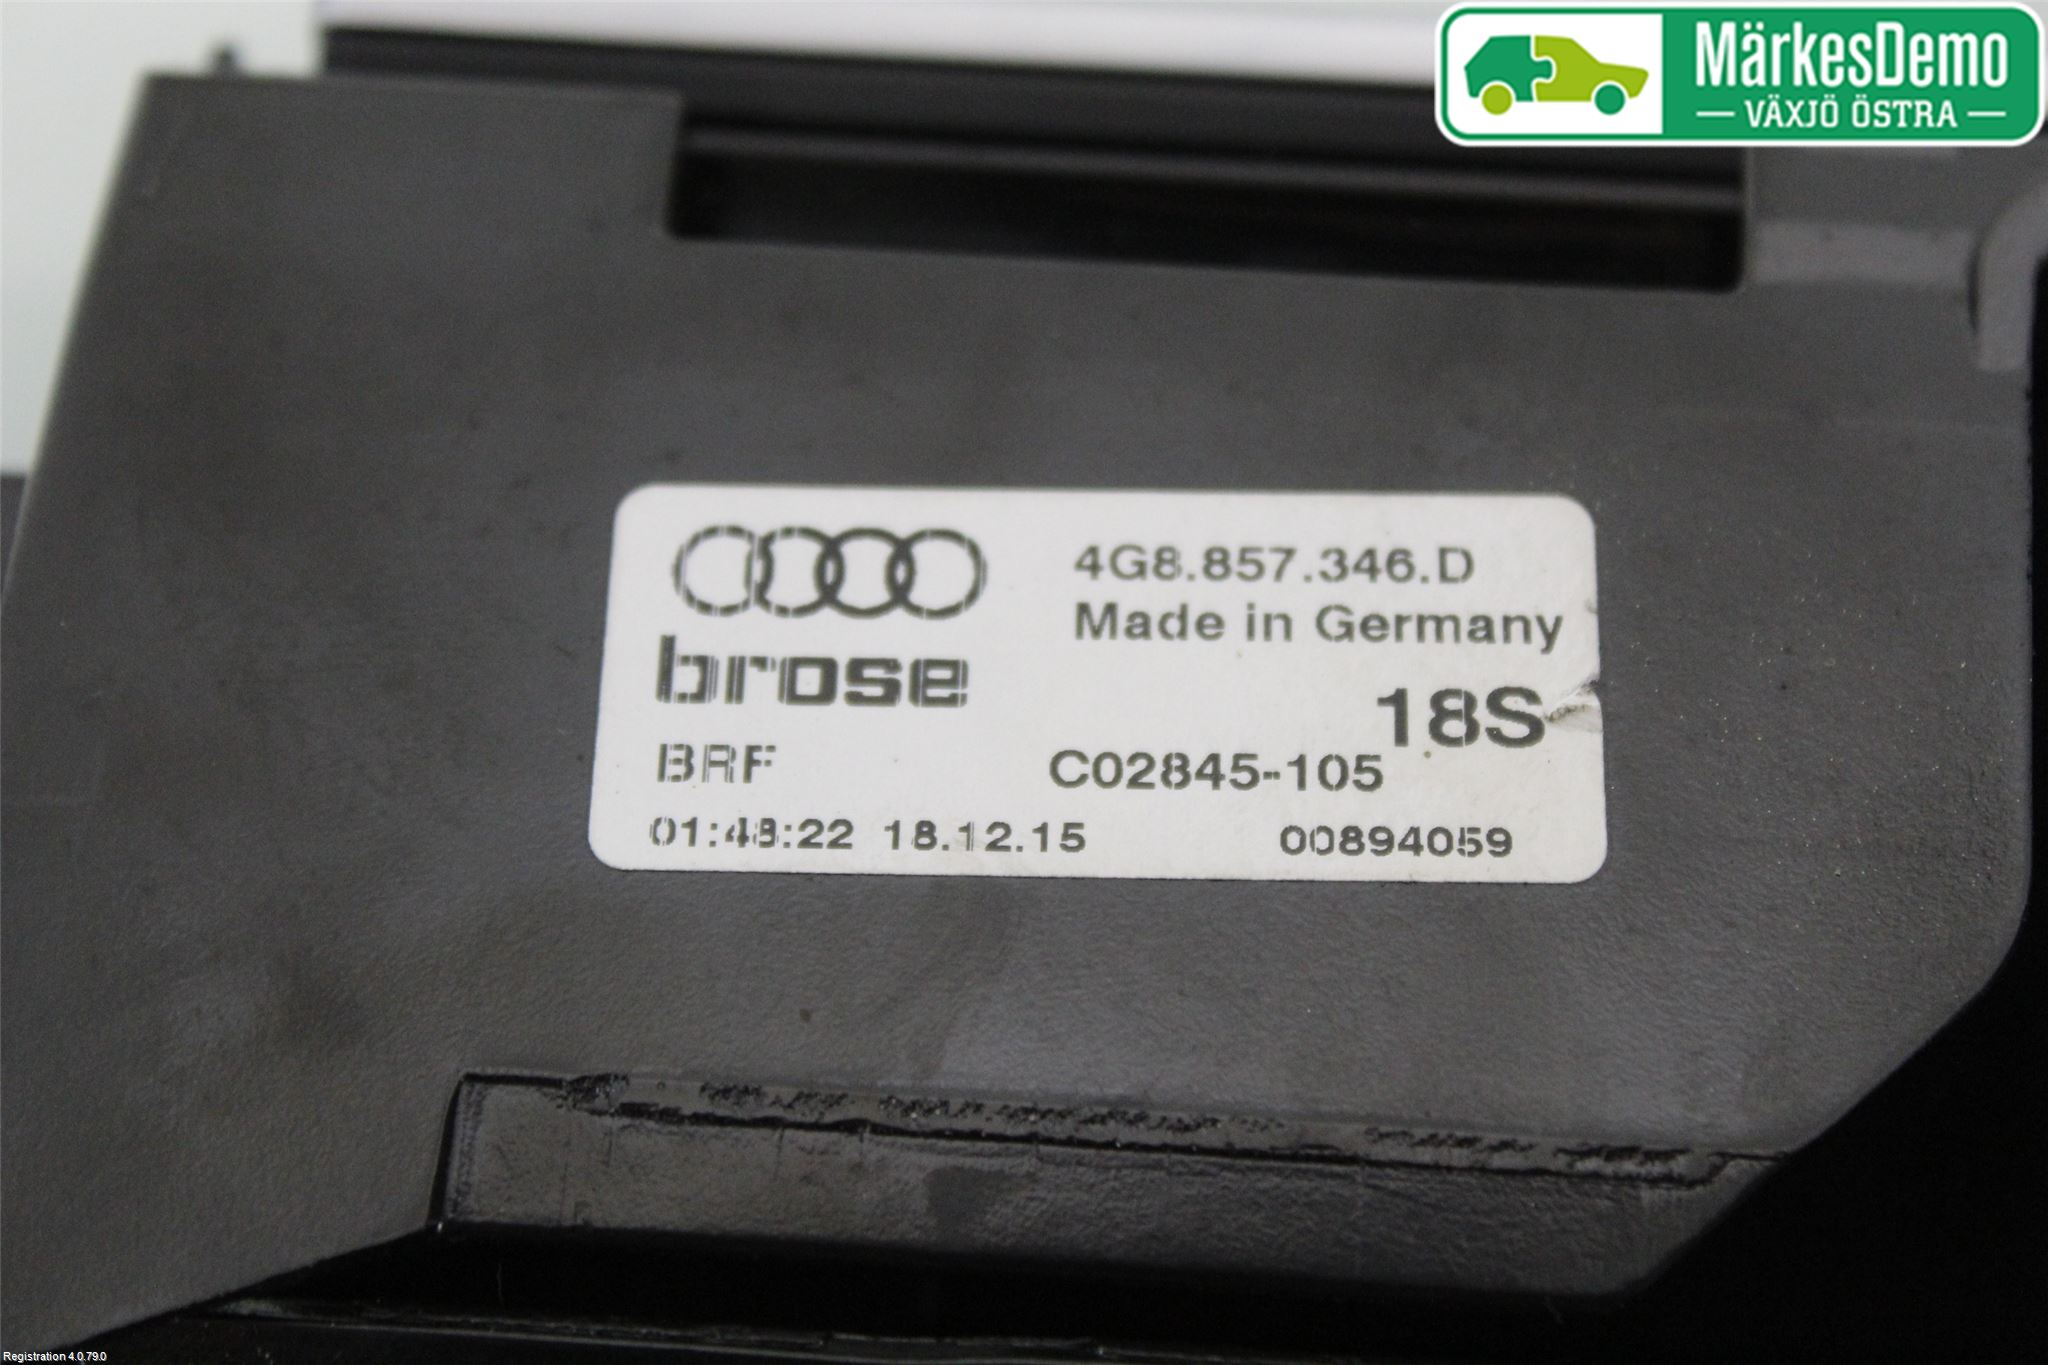 MärkesDemo
VÄXJÖ ÖSTRA
4G8.857.346.D
Made in Germany
brose
18S
BRF
C02845-105
01:48:22 18.12.15
00894059
Registration 4.0.79.0